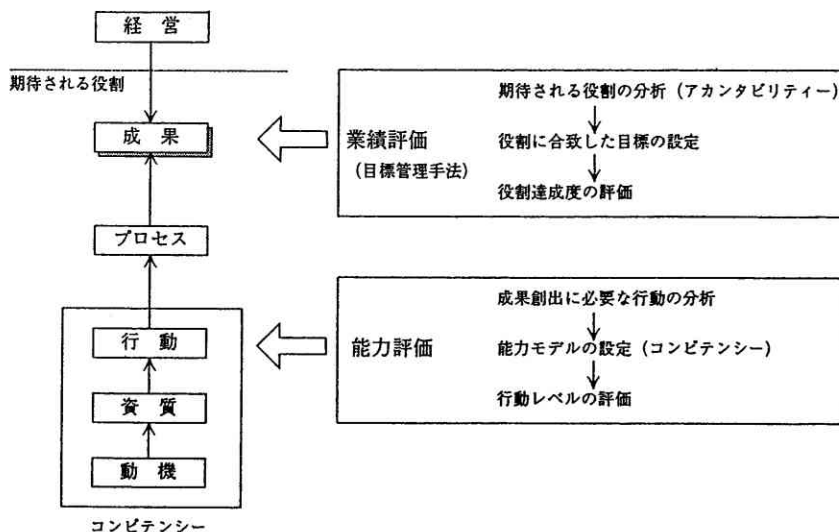 経 営
期待される役割
成 果
プロセス
行 動
資 質
動 機
コンピテンシー
業績評価
(目標管理手法)
期待される役割の分析(アカンタビリティー)
役割に合致した目標の設定
役割達成度の評価
能力評価
成果創出に必要な行動の分析
能力モデルの設定(コンピテンシー)
行動レベルの評価